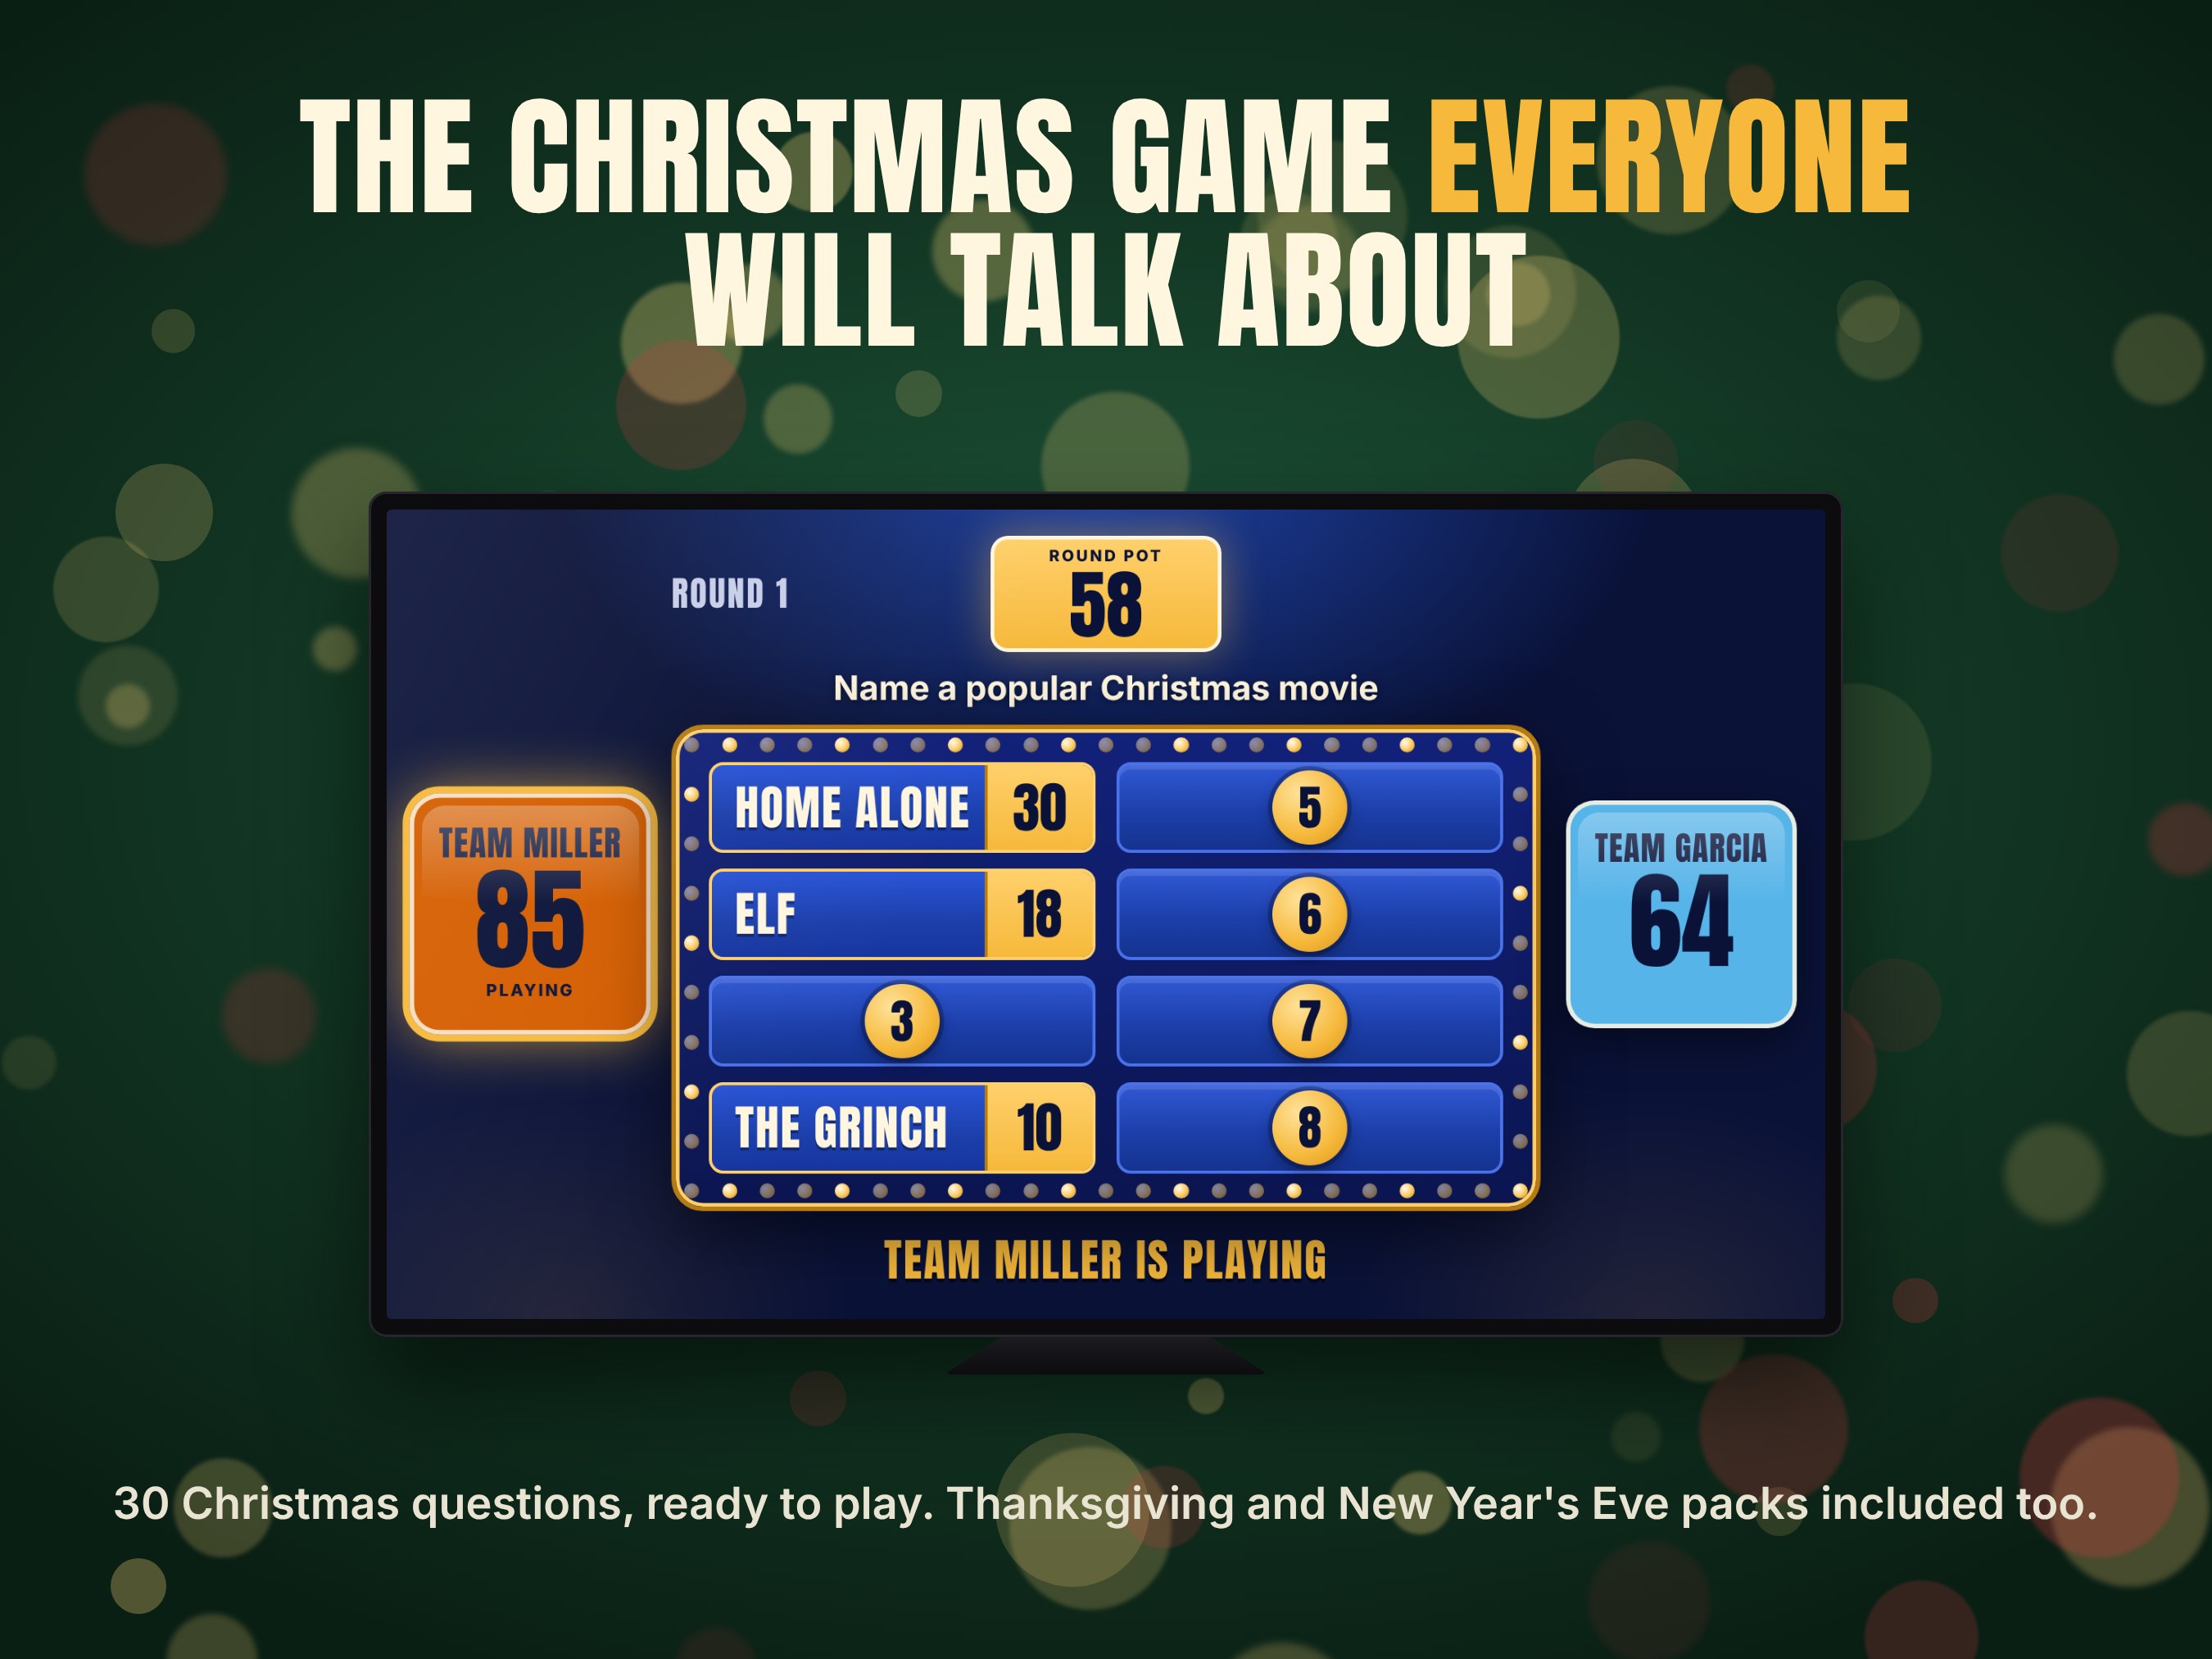 THE CHRISTMAS GAME EVERYONE
WILL TALK ABOUT
ROUND 1
ROUND POT
58
Name a popular Christmas movie
TEAM MILLER
85
PLAYING
HOME ALONE 30
5
ELF 18
6
3
7
THE GRINCH 10
8
TEAM GARCIA
64
TEAM MILLER IS PLAYING
30 Christmas questions, ready to play. Thanksgiving and New Year's Eve packs included too.